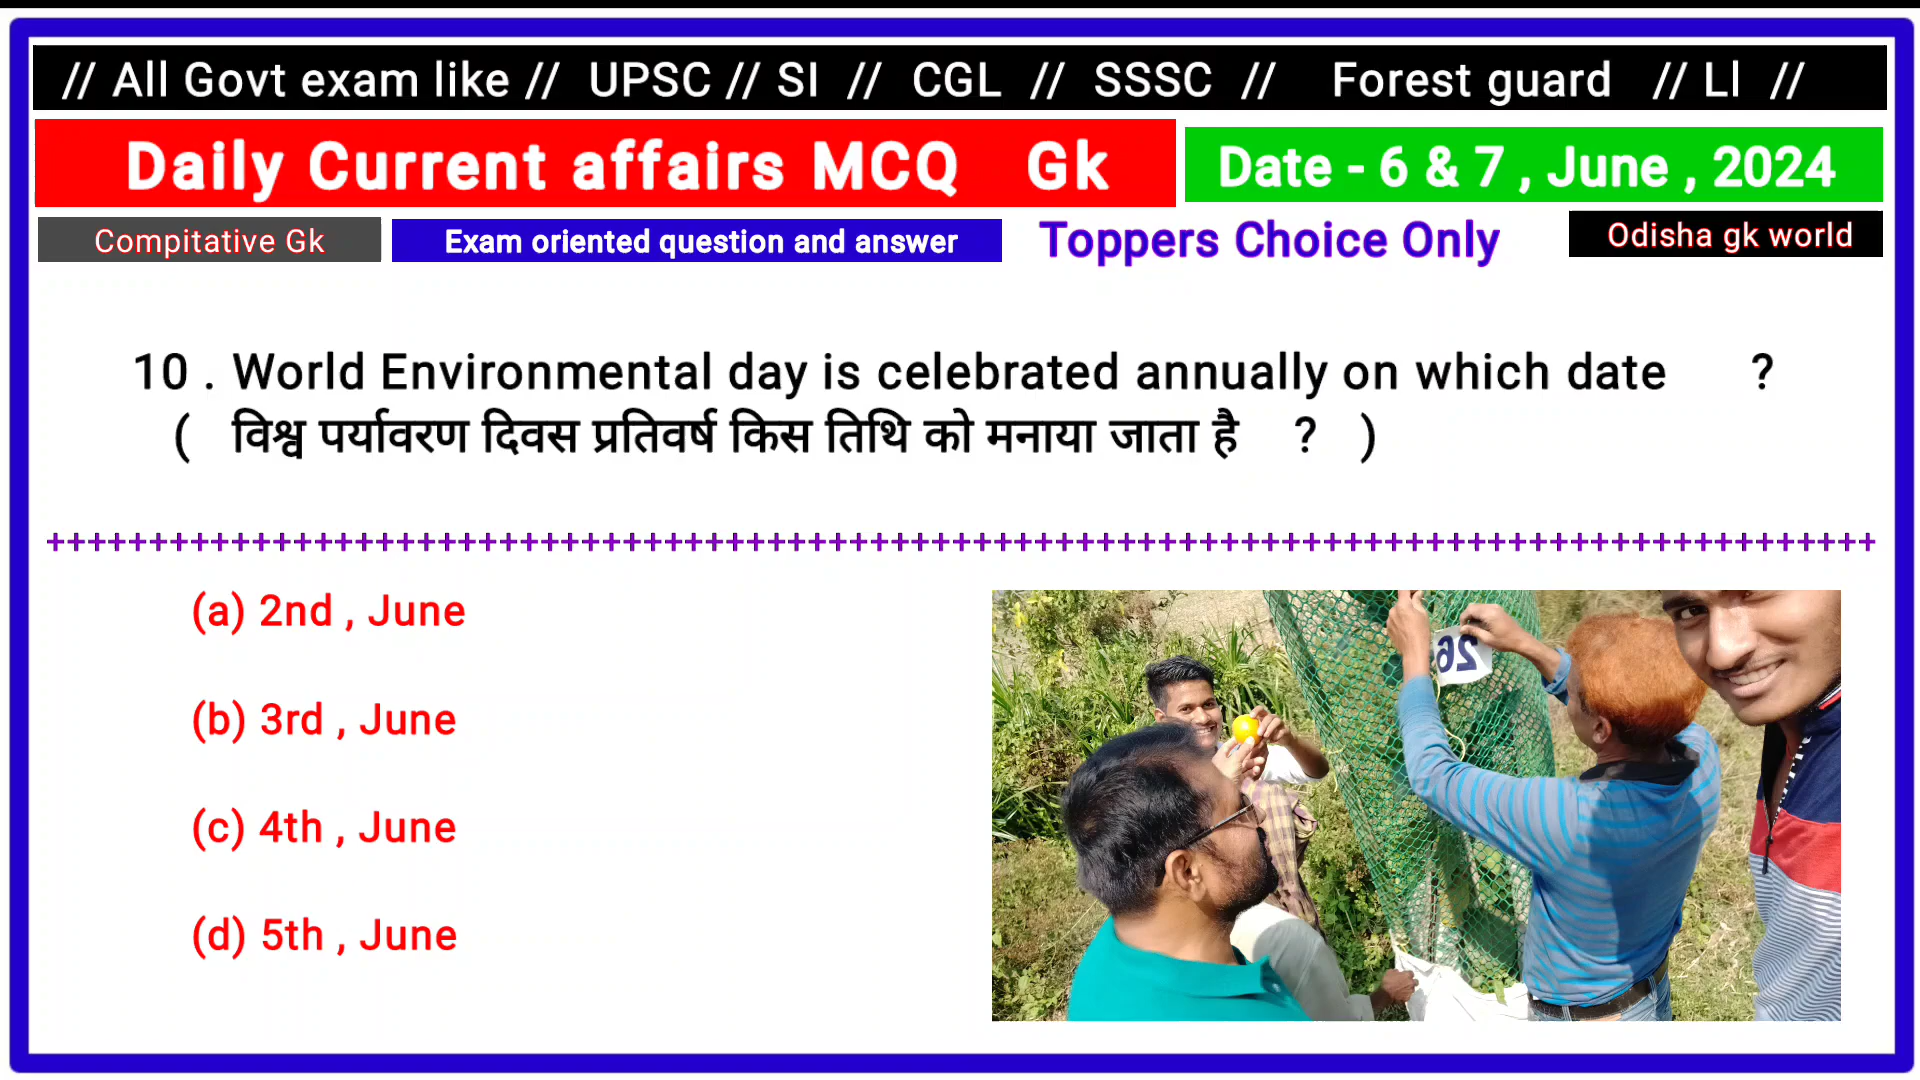 // All Govt exam like // UPSC // SI // CGL // SSSC // Forest guard // Ll //
Daily Current affairs MCQ Gk
Date - 6 & 7 , June , 2024
Compitative Gk
Exam oriented question and answer
Toppers Choice Only
Odisha gk world
10 . World Environmental day is celebrated annually on which date ?
( विश्व पर्यावरण दिवस प्रतिवर्ष किस तिथि को मनाया जाता है ? )
++++++++++++++++++++++++++++++++++++++++++++++++++++++++++++++++++++++++++++++++++++++++
(a) 2nd , June
(b) 3rd , June
(c) 4th , June
(d) 5th , June
26